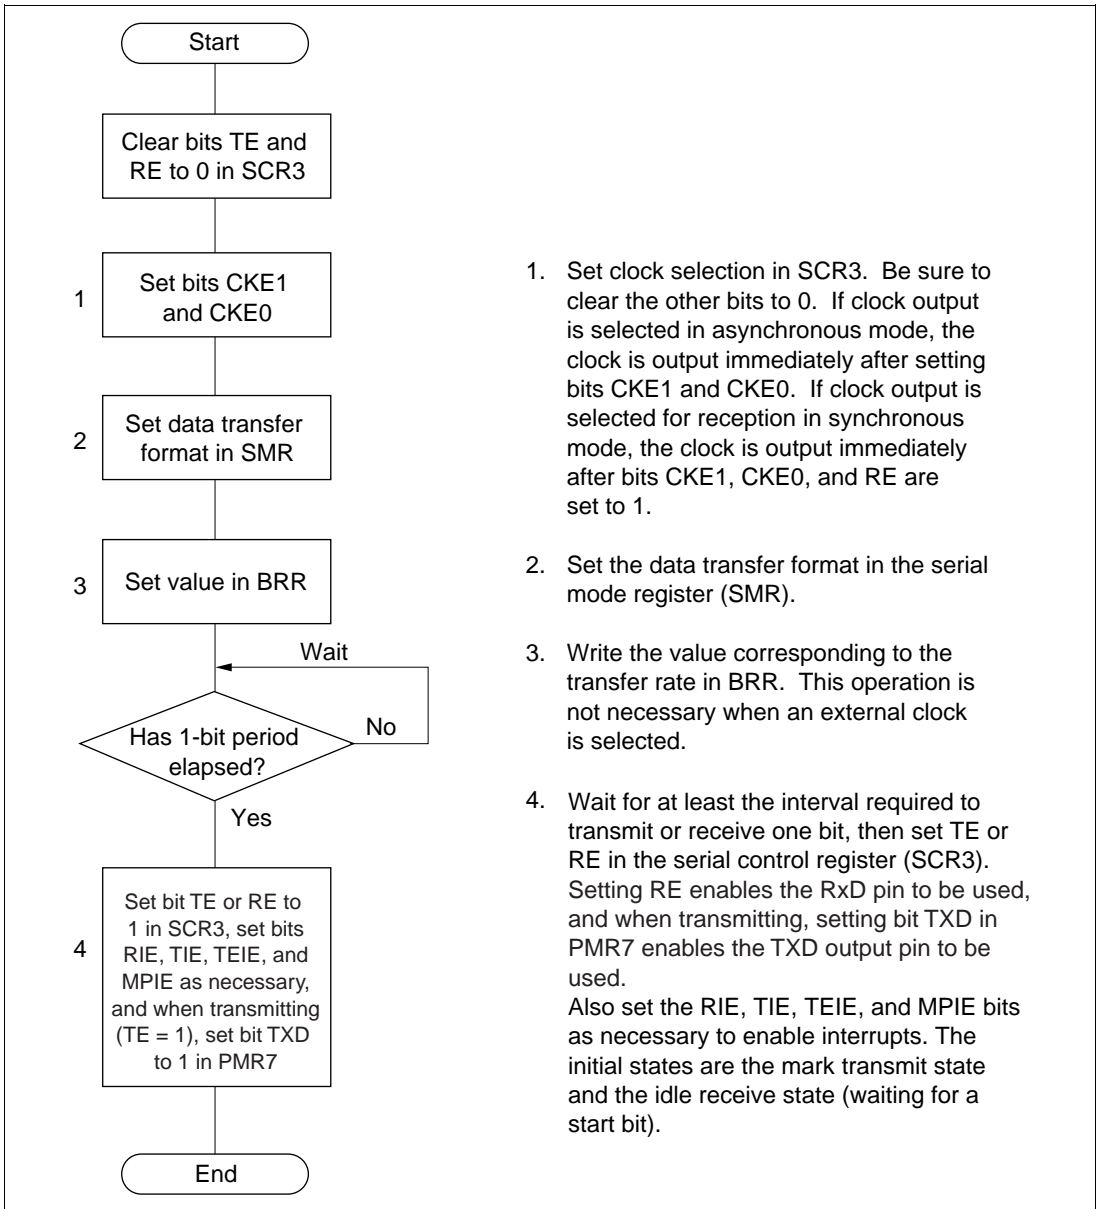 Start
Clear bits TE and
RE to 0 in SCR3
1
Set bits CKE1
and CKE0
2
Set data transfer
format in SMR
3
Set value in BRR
Wait
Has 1-bit period
elapsed?
No
Yes
4
Set bit TE or RE to
1 in SCR3, set bits
RIE, TIE, TEIE, and
MPIE as necessary,
and when transmitting
(TE = 1), set bit TXD
to 1 in PMR7
End
1. Set clock selection in SCR3.  Be sure to
clear the other bits to 0.  If clock output
is selected in asynchronous mode, the
clock is output immediately after setting
bits CKE1 and CKE0.  If clock output is
selected for reception in synchronous
mode, the clock is output immediately
after bits CKE1, CKE0, and RE are
set to 1.
2. Set the data transfer format in the serial
mode register (SMR).
3. Write the value corresponding to the
transfer rate in BRR.  This operation is
not necessary when an external clock
is selected.
4. Wait for at least the interval required to
transmit or receive one bit, then set TE or
RE in the serial control register (SCR3).
Setting RE enables the RxD pin to be used,
and when transmitting, setting bit TXD in
PMR7 enables the TXD output pin to be
used.
Also set the RIE, TIE, TEIE, and MPIE bits
as necessary to enable interrupts. The
initial states are the mark transmit state
and the idle receive state (waiting for a
start bit).